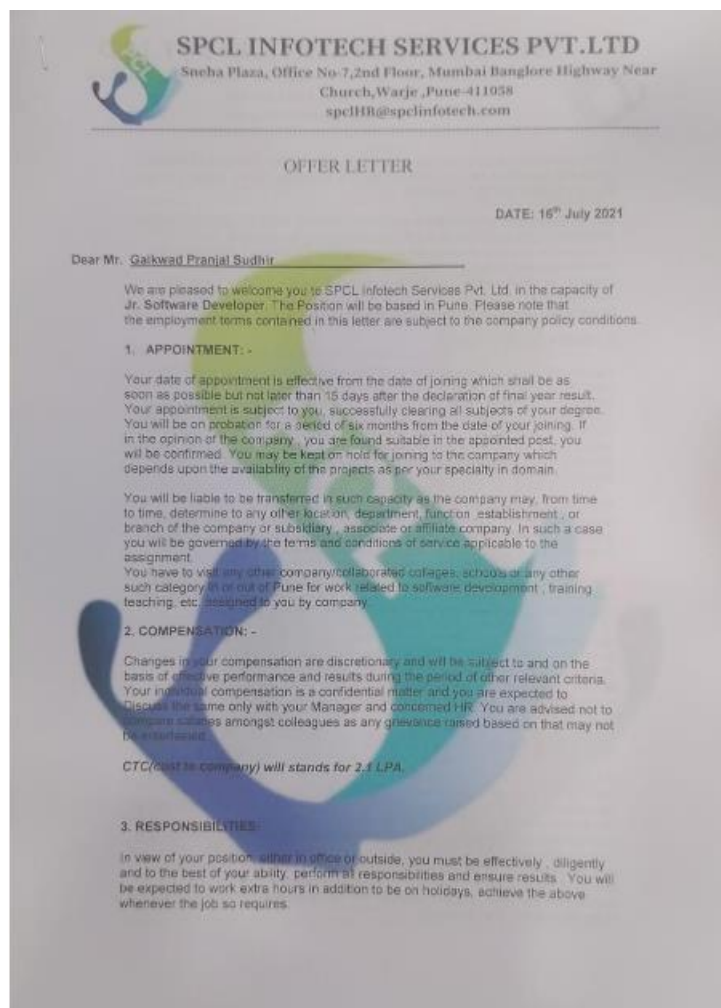 SPCL
SPCL INFOTECH SERVICES PVT.LTD
Sneha Plaza, Office No-7,2nd Floor, Mumbai Banglore Highway Near
Church,Warje ,Pune-411058
spclHR@spclinfotech.com
OFFER LETTER
DATE: 16th July 2021
Dear Mr. Gaikwad Pranjal Sudhir
We are pleased to welcome you to SPCL Infotech Services Pvt. Ltd. in the capacity of
Jr. Software Developer. The Position will be based in Pune. Please note that
the employment terms contained in this letter are subject to the company policy conditions.
1. APPOINTMENT: -
Your date of appointment is effective from the date of joining which shall be as
soon as possible but not later than 15 days after the declaration of final year result.
Your appointment is subject to you, successfully clearing all subjects of your degree.
You will be on probation for a period of six months from the date of your joining. If
in the opinion of the company , you are found suitable in the appointed post, you
will be confirmed. You may be kept on hold for joining to the company which
depends upon the availability of the projects as per your specialty in domain.
You will be liable to be transferred in such capacity as the company may, from time
to time, determine to any other location, department, function ,establishment , or
branch of the company or subsidiary , associate or affiliate company. In such a case
you will be governed by the terms and conditions of service applicable to the
assignment.
You have to visit any other company/collaborated collages, schools or any other
such category in or out of Pune for work related to software development , training
teaching, etc. assigned to you by company.
2. COMPENSATION: -
Changes in your compensation are discretionary and will be subject to and on the
basis of effective performance and results during the period of other relevant criteria.
Your individual compensation is a confidential matter and you are expected to
Discuss the same only with your Manager and concerned HR. You are advised not to
compare salaries amongst colleagues as any grievance raised based on that may not
be entertained.
CTC(cost to company) will stands for 2.1 LPA.
3. RESPONSIBILITIES:
In view of your position, either in office or outside, you must be effectively , diligently
and to the best of your ability, perform all responsibilities and ensure results . You will
be expected to work extra hours in addition to be on holidays, achieve the above
whenever the job so requires.